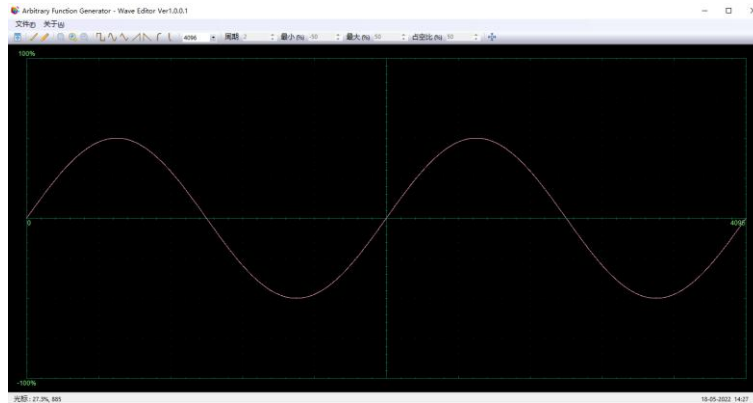 Arbitrary Function Generator - Wave Editor Ver1.0.0.1
文件(F) 关于(A)
4096 周期 2 最小 (%) -50 最大 (%) 50 占空比 (%) 50
100%
0
4096
-100%
光标: 27.3%, 885
18-05-2022 14:27